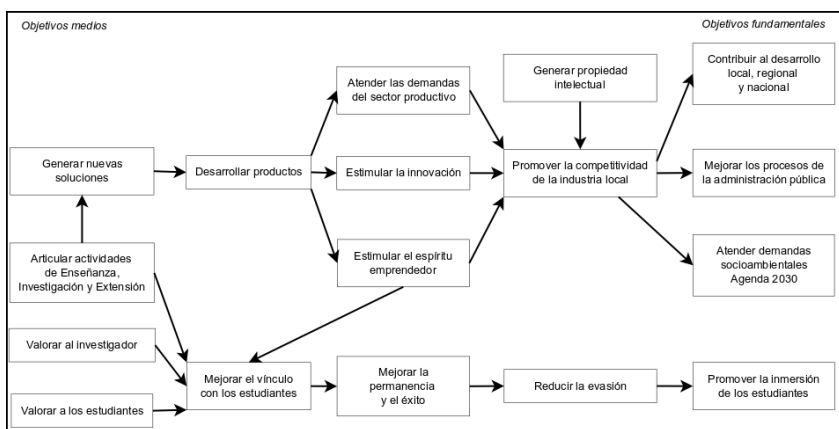 Objetivos medios
Objetivos fundamentales
Atender las demandas
del sector productivo
Generar propiedad
intelectual
Contribuir al desarrollo
local, regional
y nacional
Generar nuevas
soluciones
Desarrollar productos
Estimular la innovación
Promover la competitividad
de la industria local
Mejorar los procesos de
la administración pública
Articular actividades
de Enseñanza,
Investigación y Extensión
Estimular el espíritu
emprendedor
Atender demandas
socioambientales
Agenda 2030
Valorar al investigador
Mejorar el vínculo
con los estudiantes
Mejorar la
permanencia
y el éxito
Reducir la evasión
Promover la inmersión
de los estudiantes
Valorar a los estudiantes